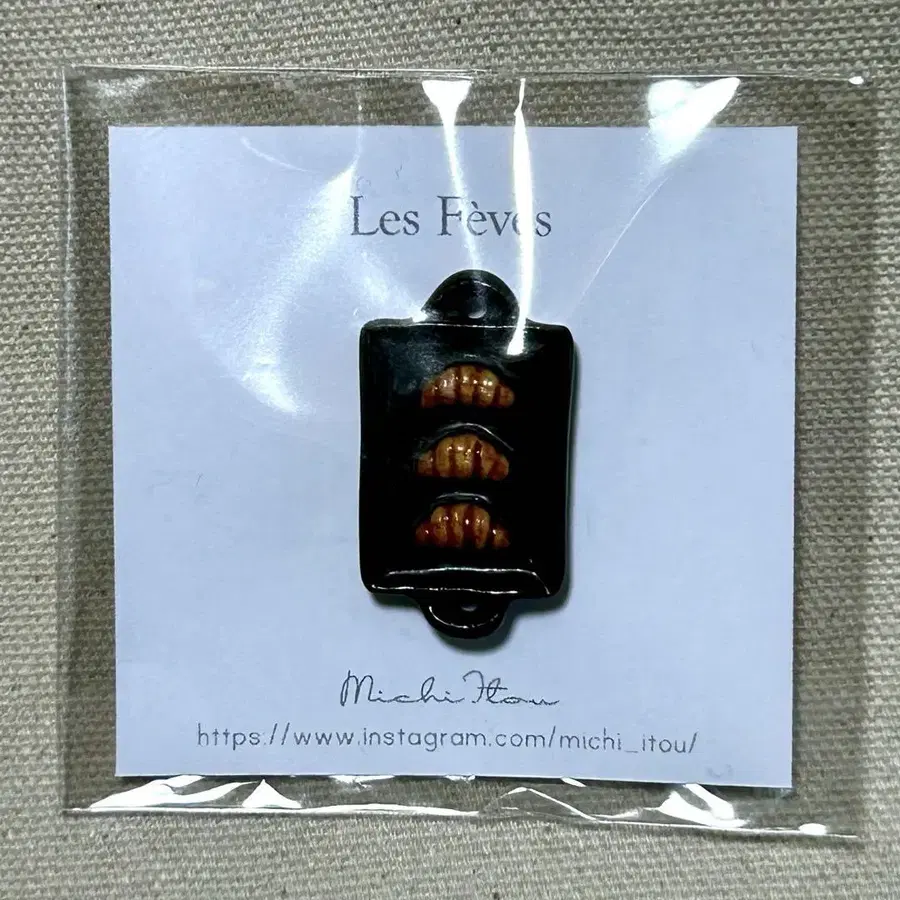 Les Fèves
Michi Itou
https://www.instagram.com/michi_itou/